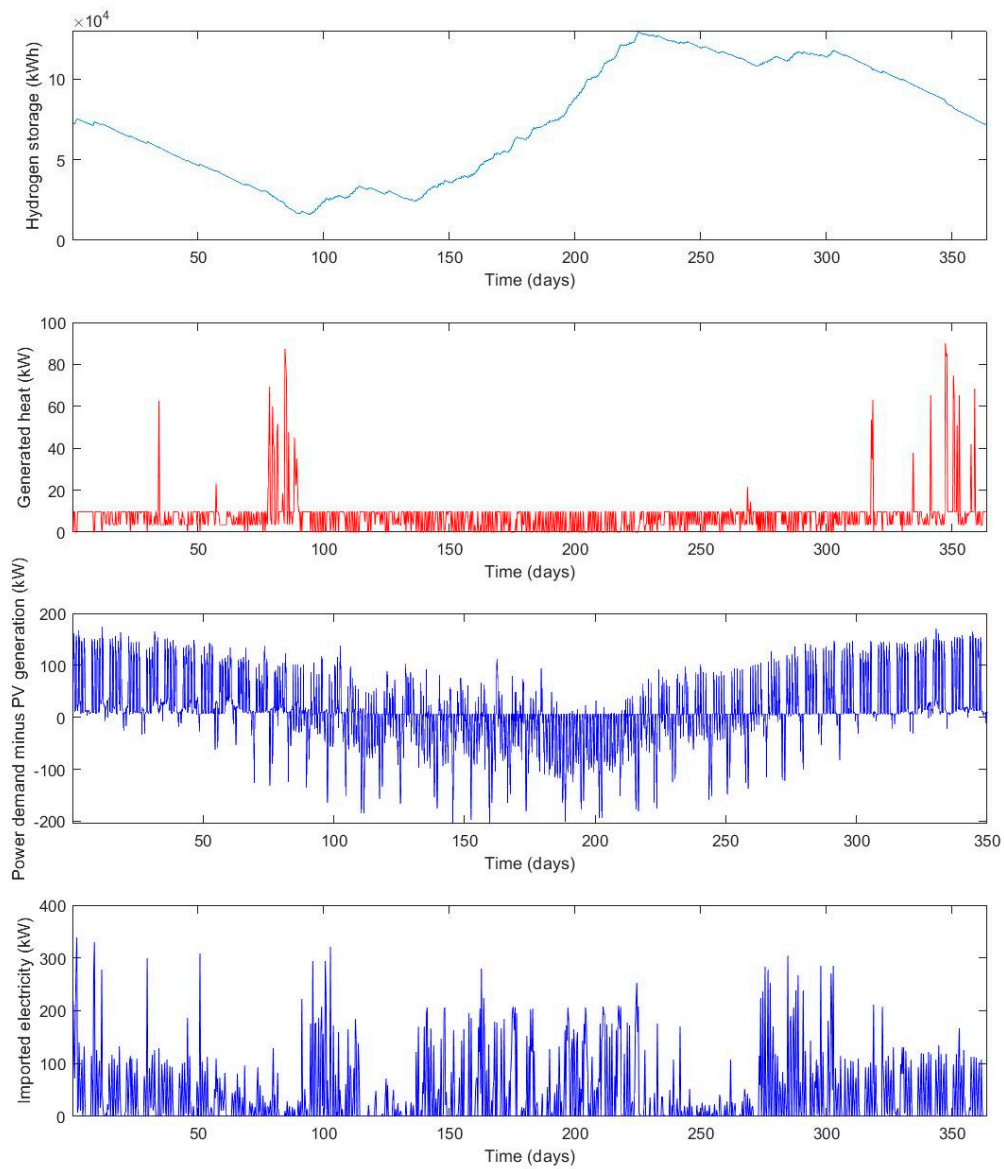 ×10⁴
10
5
0
Hydrogen storage (kWh)
50 100 150 200 250 300 350
Time (days)
100
80
60
40
20
0
Generated heat (kW)
50 100 150 200 250 300 350
Time (days)
200
100
0
-100
-200
Power demand minus PV generation (kW)
50 100 150 200 250 300 350
Time (days)
400
300
200
100
0
Imported electricity (kW)
50 100 150 200 250 300 350
Time (days)